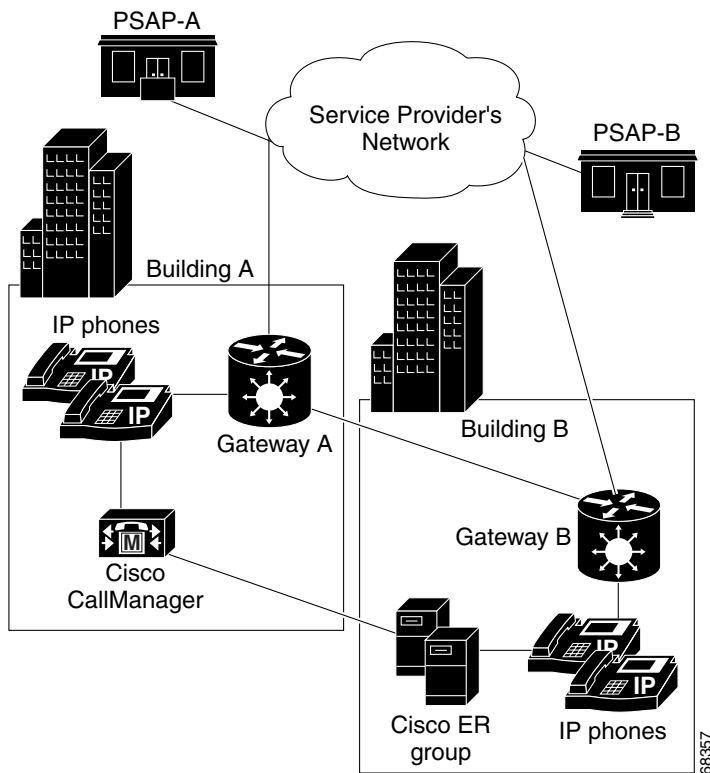 PSAP-A
Service Provider's
Network
PSAP-B
Building A
IP phones
IP
IP
Gateway A
Building B
M
Cisco
CallManager
Gateway B
IP
IP
Cisco ER
group
IP phones
68357